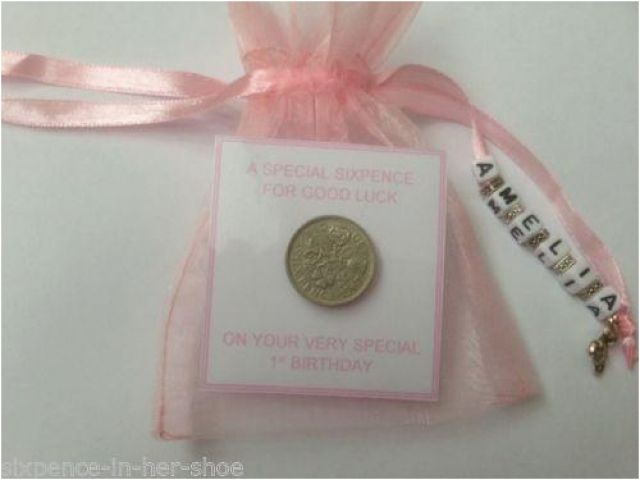 A SPECIAL SIXPENCE
FOR GOOD LUCK
ON YOUR VERY SPECIAL
1st BIRTHDAY
AMELIA
sixpence-in-her-shoe